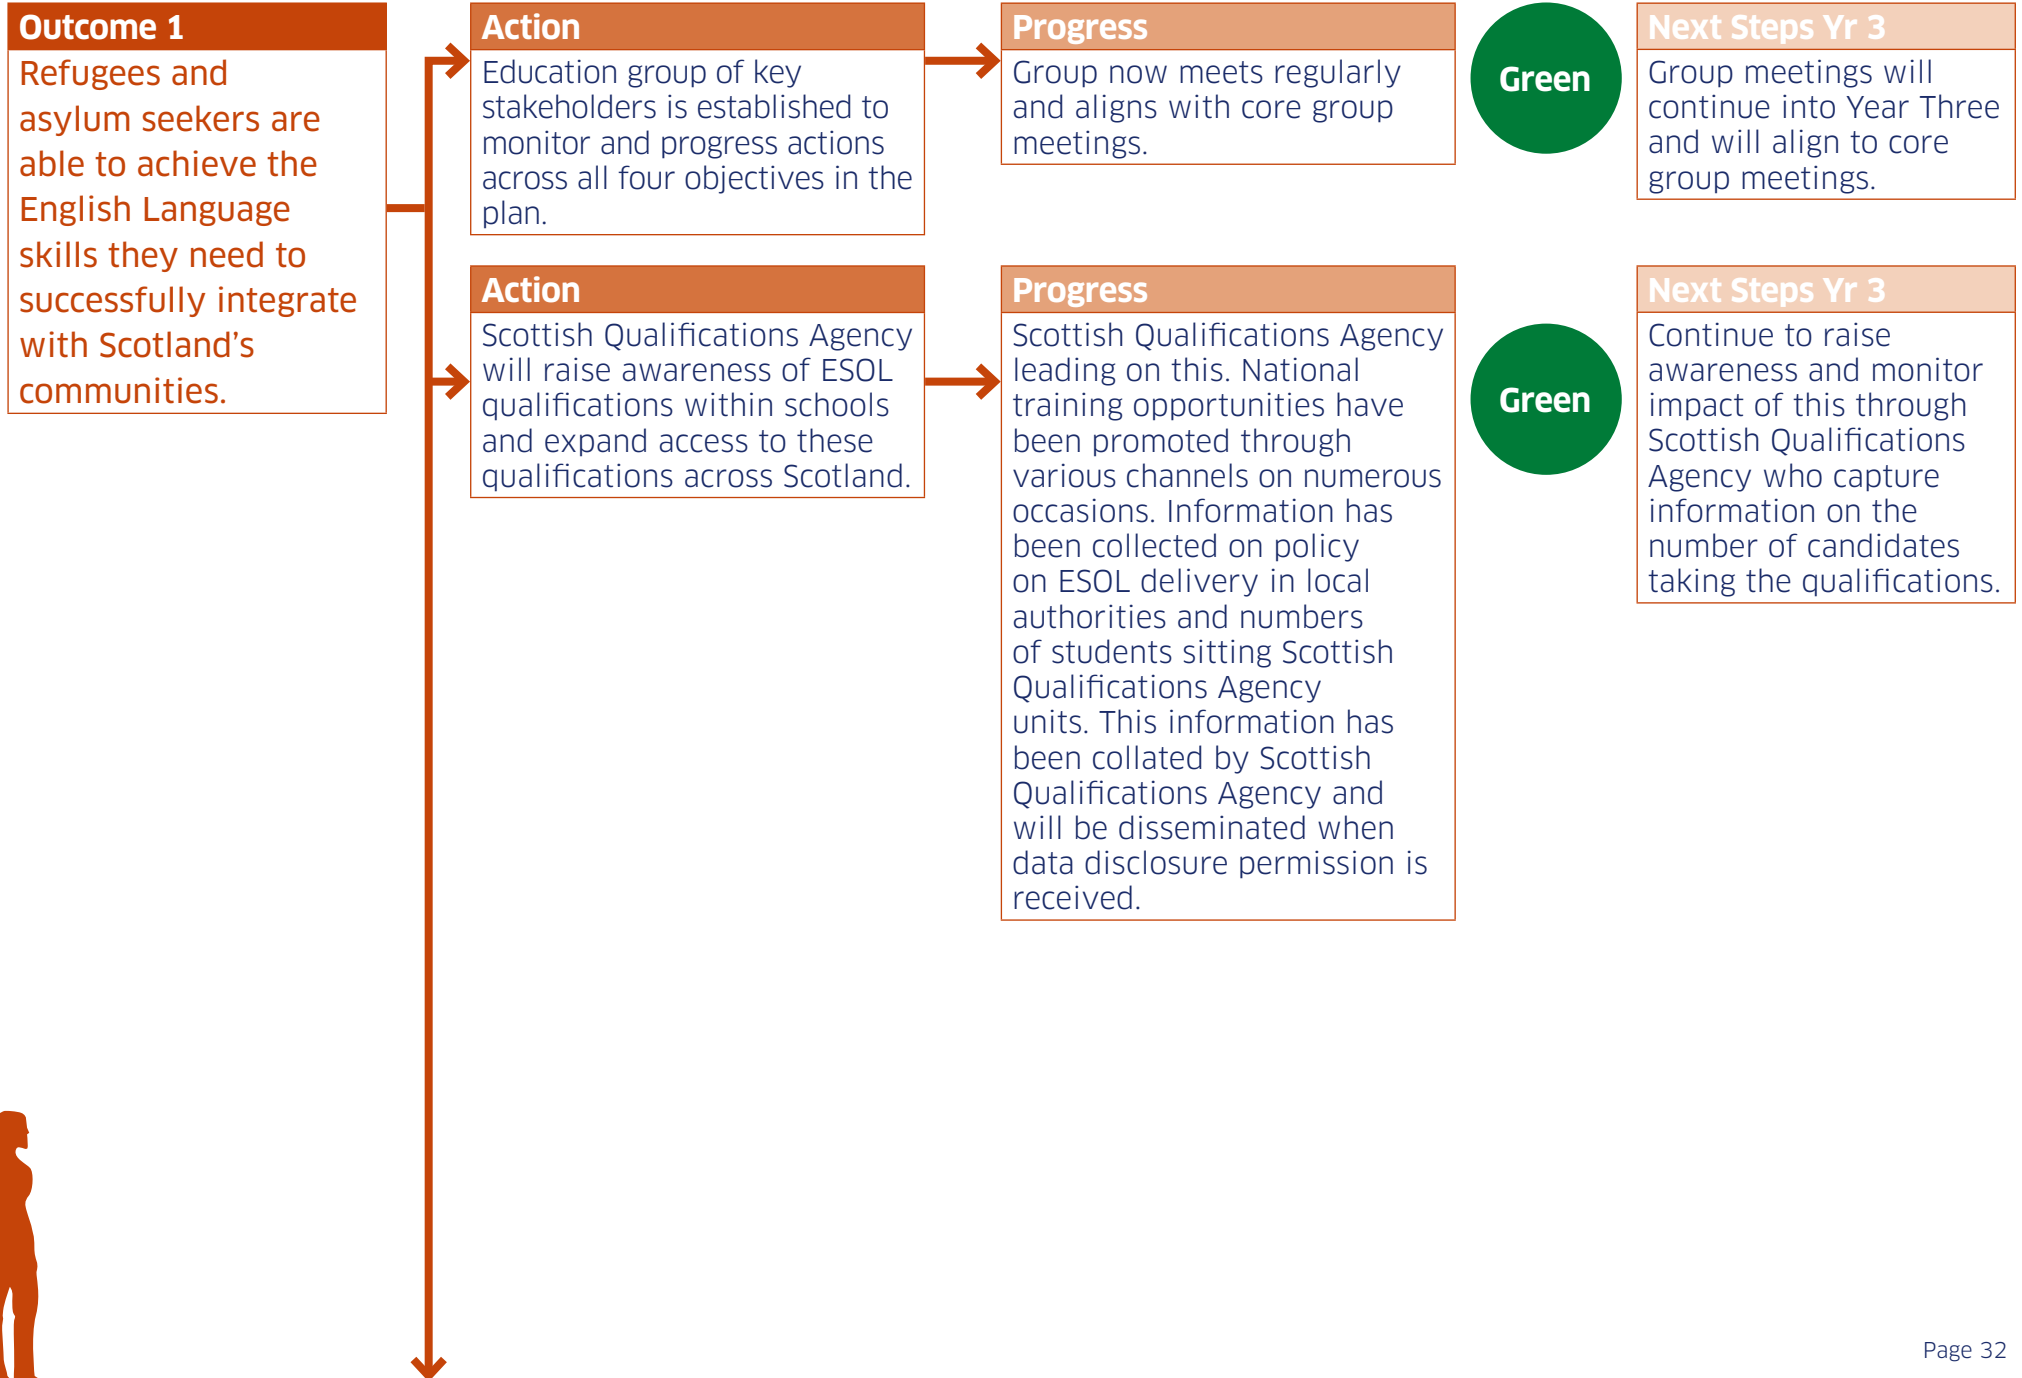 Outcome 1
Refugees and
asylum seekers are
able to achieve the
English Language
skills they need to
successfully integrate
with Scotland's
communities.
Action
Education group of key
stakeholders is established to
monitor and progress actions
across all four objectives in the
plan.
Progress
Group now meets regularly
and aligns with core group
meetings.
Green
Next Steps Yr 3
Group meetings will
continue into Year Three
and will align to core
group meetings.
Action
Scottish Qualifications Agency
will raise awareness of ESOL
qualifications within schools
and expand access to these
qualifications across Scotland.
Progress
Scottish Qualifications Agency
leading on this. National
training opportunities have
been promoted through
various channels on numerous
occasions. Information has
been collected on policy
on ESOL delivery in local
authorities and numbers
of students sitting Scottish
Qualifications Agency
units. This information has
been collated by Scottish
Qualifications Agency and
will be disseminated when
data disclosure permission is
received.
Green
Next Steps Yr 3
Continue to raise
awareness and monitor
impact of this through
Scottish Qualifications
Agency who capture
information on the
number of candidates
taking the qualifications.
Page 32